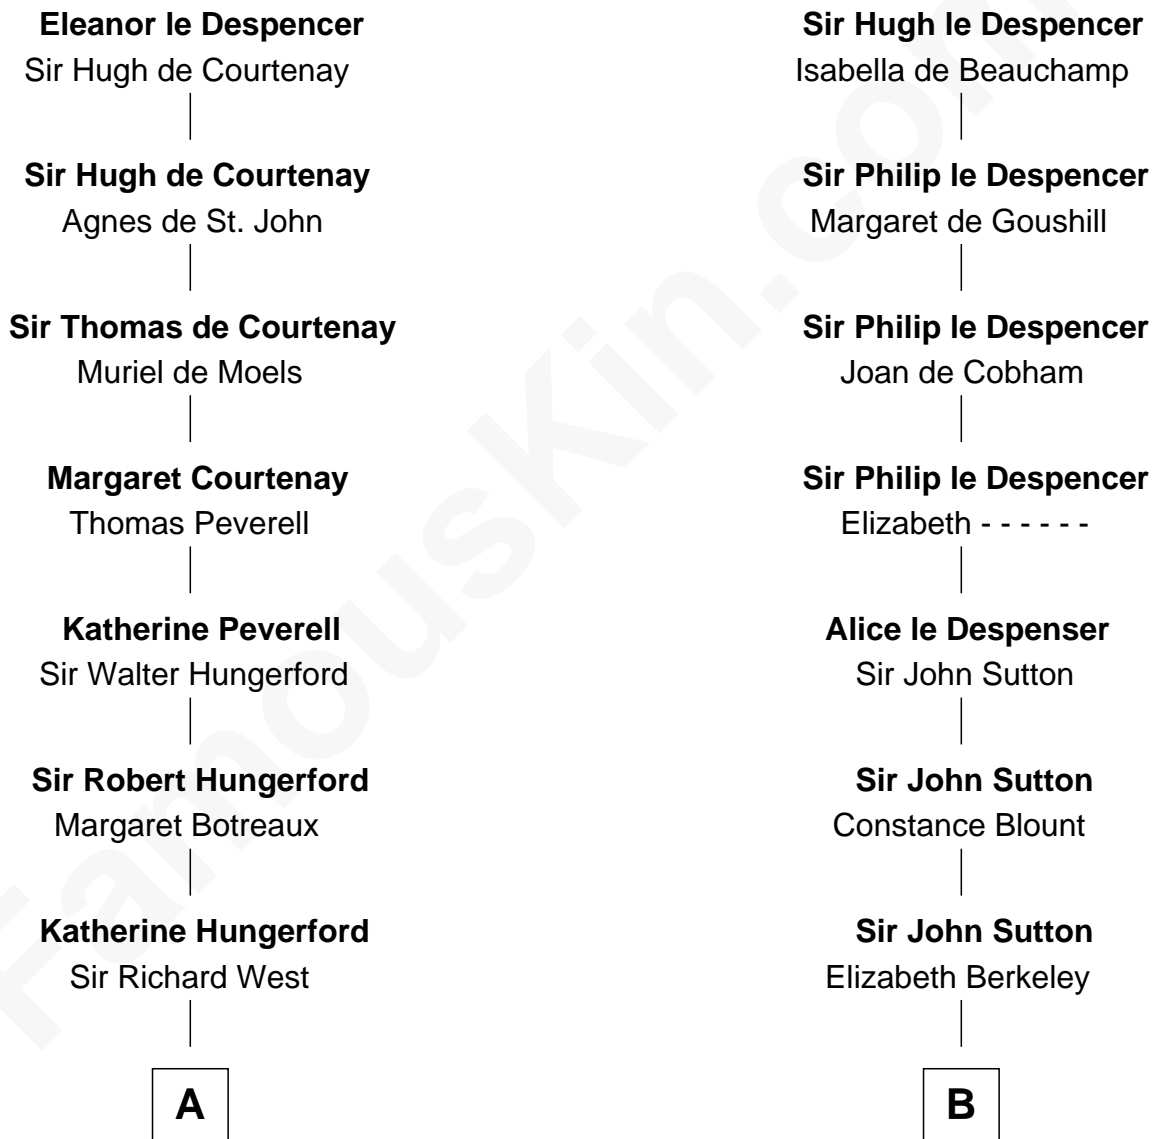 Eleanor le Despencer
Sir Hugh de Courtenay
Sir Hugh de Courtenay
Agnes de St. John
Sir Thomas de Courtenay
Muriel de Moels
Margaret Courtenay
Thomas Peverell
Katherine Peverell
Sir Walter Hungerford
Sir Robert Hungerford
Margaret Botreaux
Katherine Hungerford
Sir Richard West
A
Sir Hugh le Despencer
Isabella de Beauchamp
Sir Philip le Despencer
Margaret de Goushill
Sir Philip le Despencer
Joan de Cobham
Sir Philip le Despencer
Elizabeth - - - - - -
Alice le Despenser
Sir John Sutton
Sir John Sutton
Constance Blount
Sir John Sutton
Elizabeth Berkeley
B
FamousKin.com